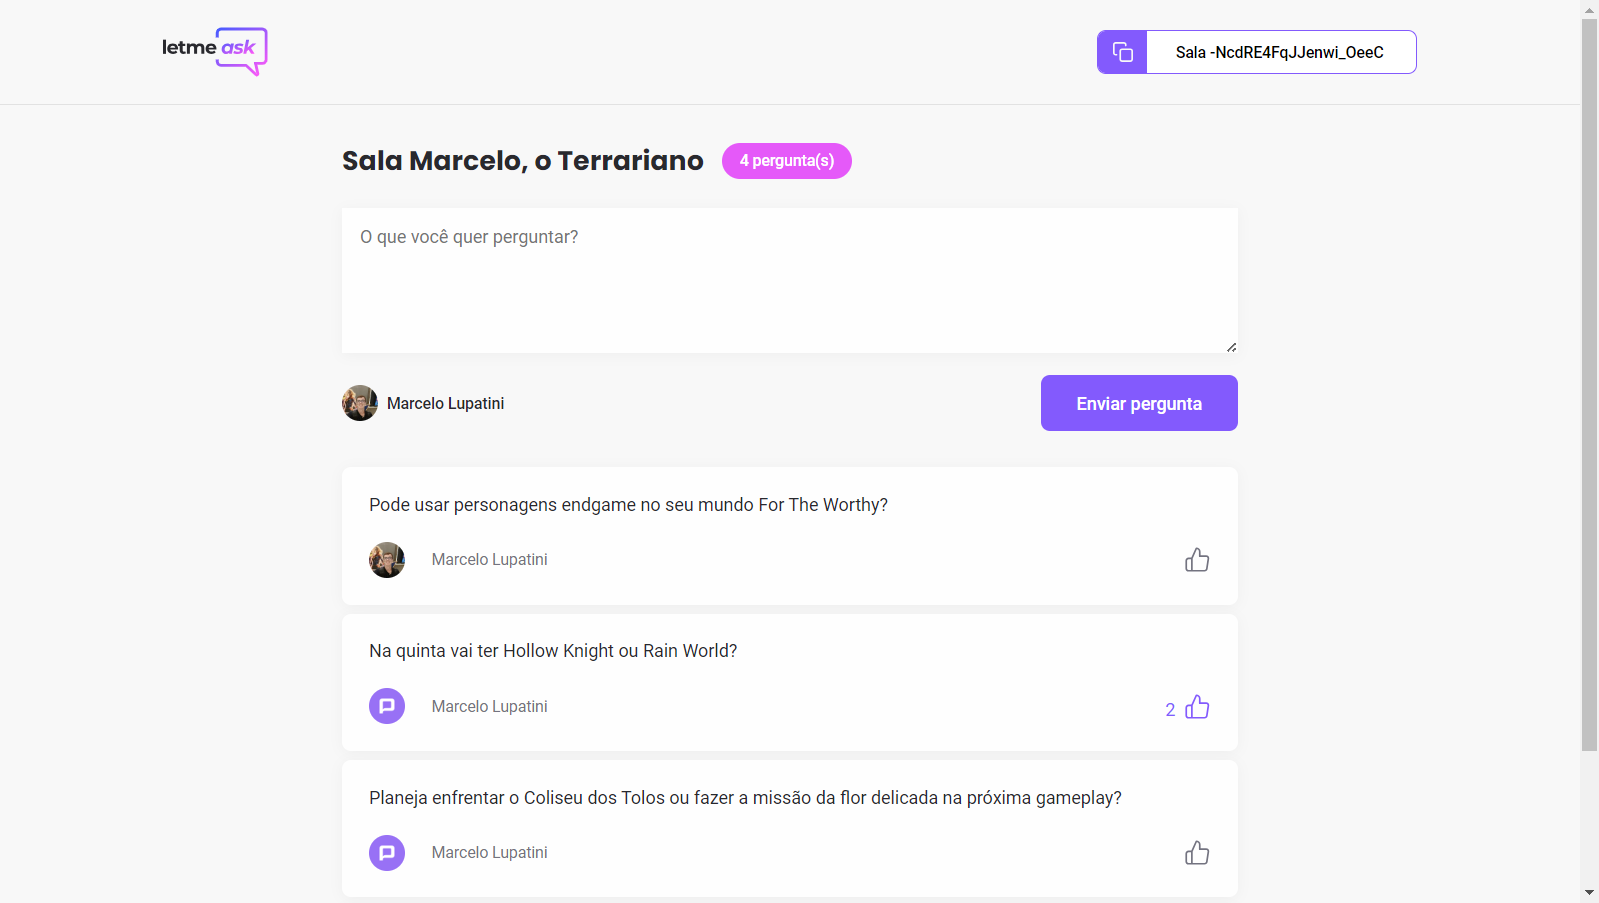 letme ask
Sala -NcdRE4FqJJenwi_OeeC
Sala Marcelo, o Terrariano
4 pergunta(s)
O que você quer perguntar?
Marcelo Lupatini
Enviar pergunta
Pode usar personagens endgame no seu mundo For The Worthy?
Marcelo Lupatini
Na quinta vai ter Hollow Knight ou Rain World?
Marcelo Lupatini
2
Planeja enfrentar o Coliseu dos Tolos ou fazer a missão da flor delicada na próxima gameplay?
Marcelo Lupatini